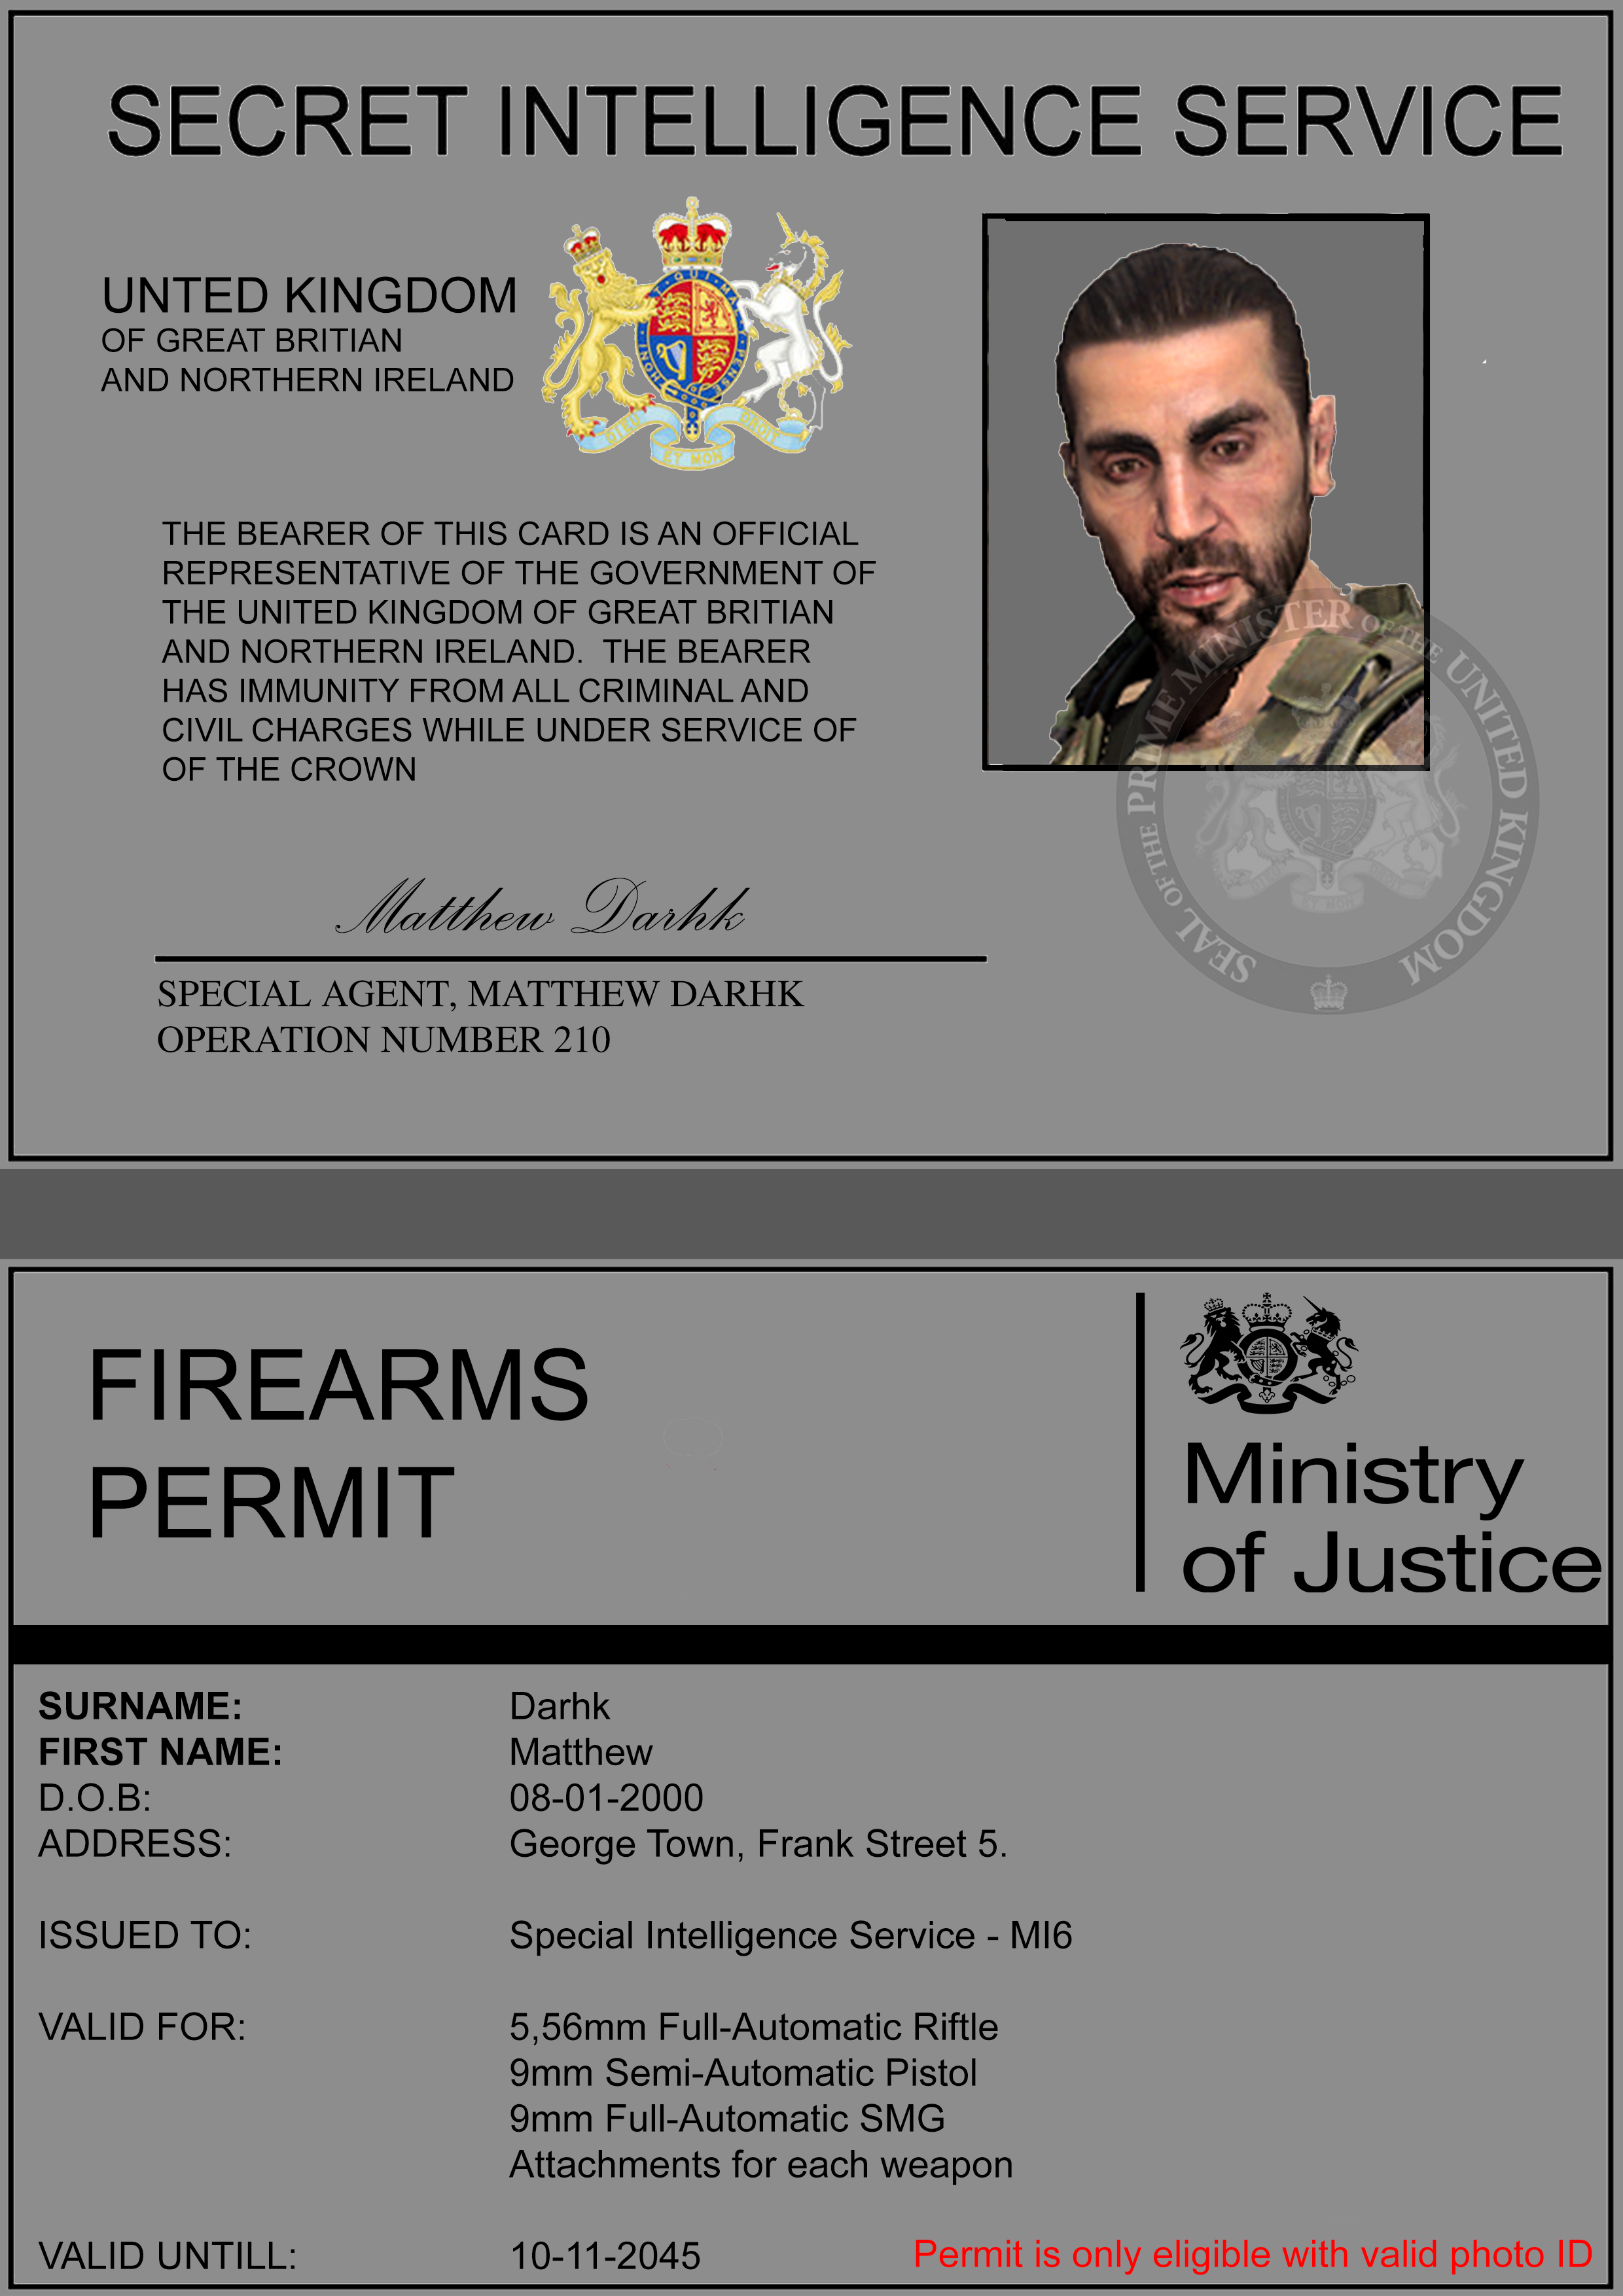 SECRET INTELLIGENCE SERVICE
UNTED KINGDOM
OF GREAT BRITIAN
AND NORTHERN IRELAND
THE BEARER OF THIS CARD IS AN OFFICIAL
REPRESENTATIVE OF THE GOVERNMENT OF
THE UNITED KINGDOM OF GREAT BRITIAN
AND NORTHERN IRELAND.  THE BEARER
HAS IMMUNITY FROM ALL CRIMINAL AND
CIVIL CHARGES WHILE UNDER SERVICE OF
OF THE CROWN
SEAL OF THE PRIME MINISTER OF THE UNITED KINGDOM
Matthew Darhk
SPECIAL AGENT, MATTHEW DARHK
OPERATION NUMBER 210
FIREARMS
PERMIT
Ministry
of Justice
SURNAME: Darhk
FIRST NAME: Matthew
D.O.B: 08-01-2000
ADDRESS: George Town, Frank Street 5.
ISSUED TO: Special Intelligence Service - MI6
VALID FOR: 5,56mm Full-Automatic Riftle
9mm Semi-Automatic Pistol
9mm Full-Automatic SMG
Attachments for each weapon
VALID UNTILL: 10-11-2045 Permit is only eligible with valid photo ID